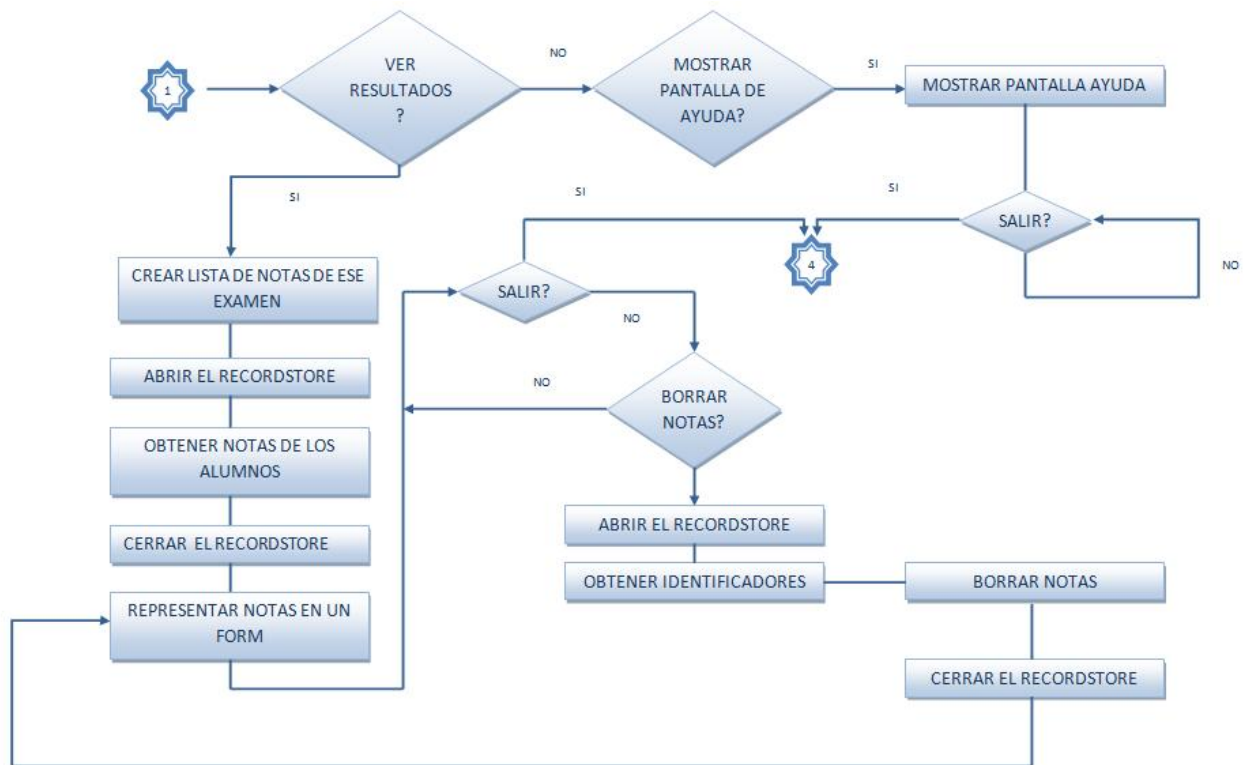 1
VER
RESULTADOS
?
NO
MOSTRAR
PANTALLA DE
AYUDA?
SI
MOSTRAR PANTALLA AYUDA
SI
SI
SI
SALIR?
NO
4
CREAR LISTA DE NOTAS DE ESE
EXAMEN
SALIR?
NO
ABRIR EL RECORDSTORE
NO
BORRAR
NOTAS?
OBTENER NOTAS DE LOS
ALUMNOS
CERRAR EL RECORDSTORE
ABRIR EL RECORDSTORE
OBTENER IDENTIFICADORES
BORRAR NOTAS
REPRESENTAR NOTAS EN UN
FORM
CERRAR EL RECORDSTORE